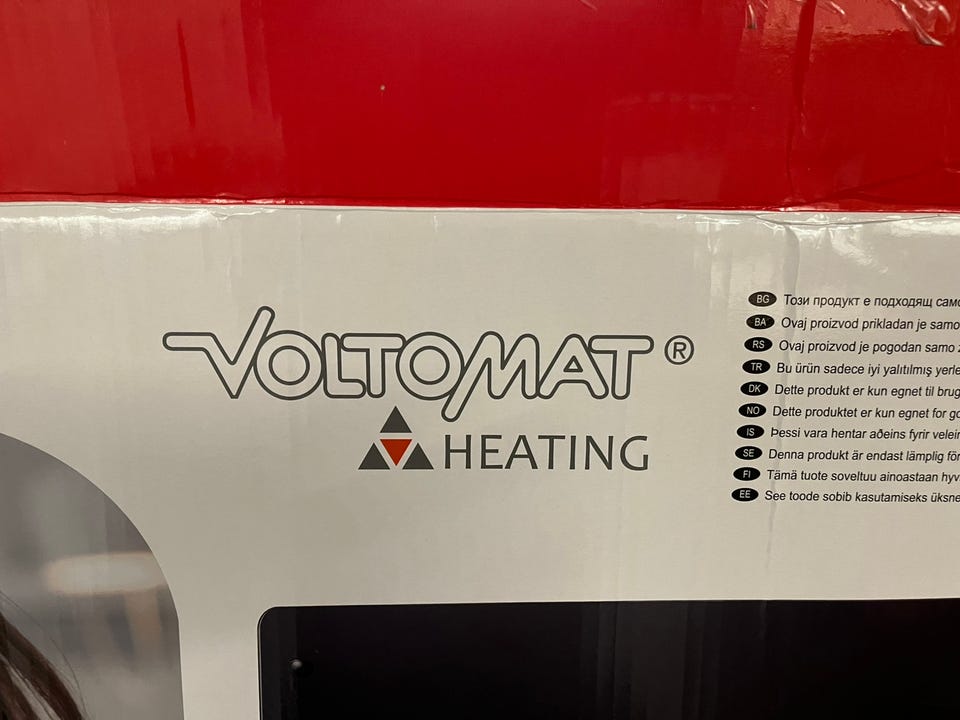 VOLTOMAT®
HEATING
BG Този продукт е подходящ
BA Ovaj proizvod prikladan je samo
RS Ovaj proizvod je pogodan samo
TR Bu ürün sadece iyi yalıtılmış
DK Dette produkt er kun egnet til
NO Dette produktet er kun egnet for
IS Þessi vara hentar aðeins fyrir
SE Denna produkt är endast lämplig för
FI Tämä tuote soveltuu ainoastaan
EE See toode sobib kasutamiseks